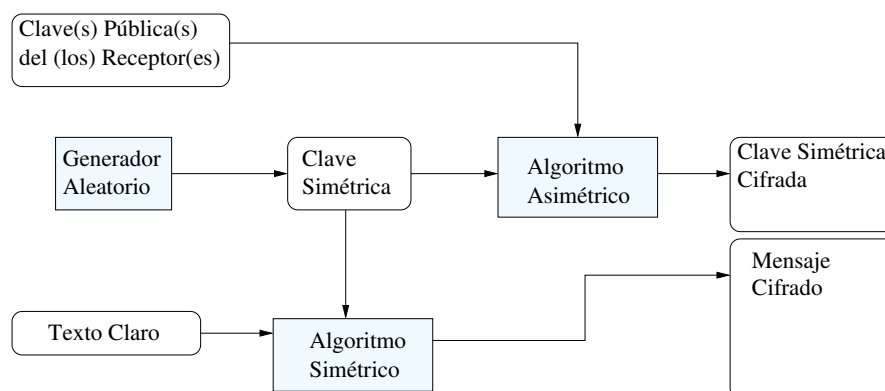 Clave(s) Pública(s)
del (los) Receptor(es)
Generador
Aleatorio
Clave
Simétrica
Algoritmo
Asimétrico
Clave Simétrica
Cifrada
Mensaje
Cifrado
Texto Claro
Algoritmo
Simétrico